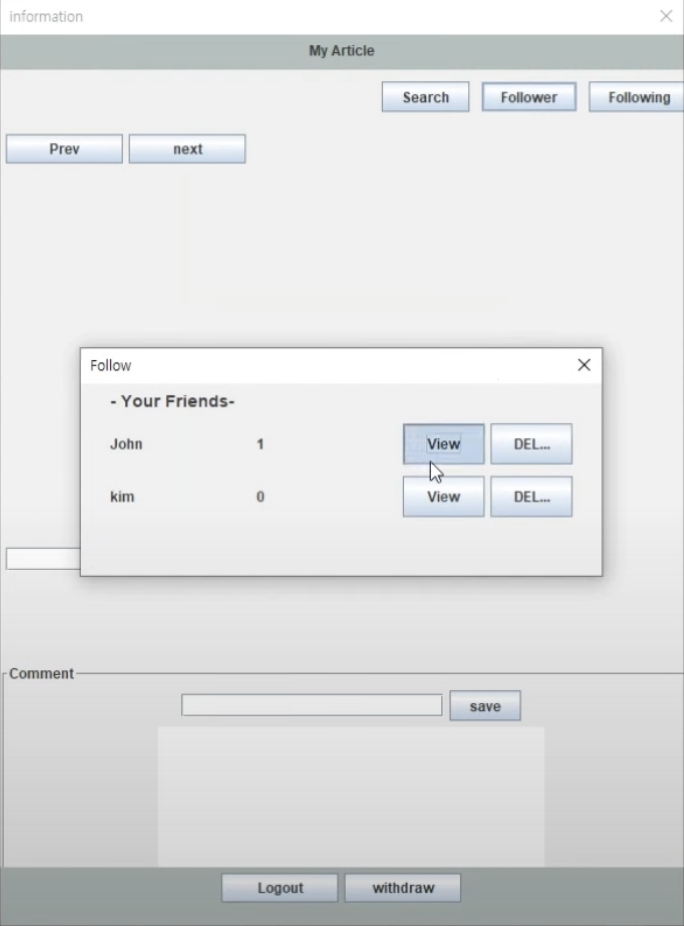 information
My Article
Search Follower Following
Prev next
Follow
- Your Friends-
John 1 View DEL...
kim 0 View DEL...
Comment
save
Logout withdraw